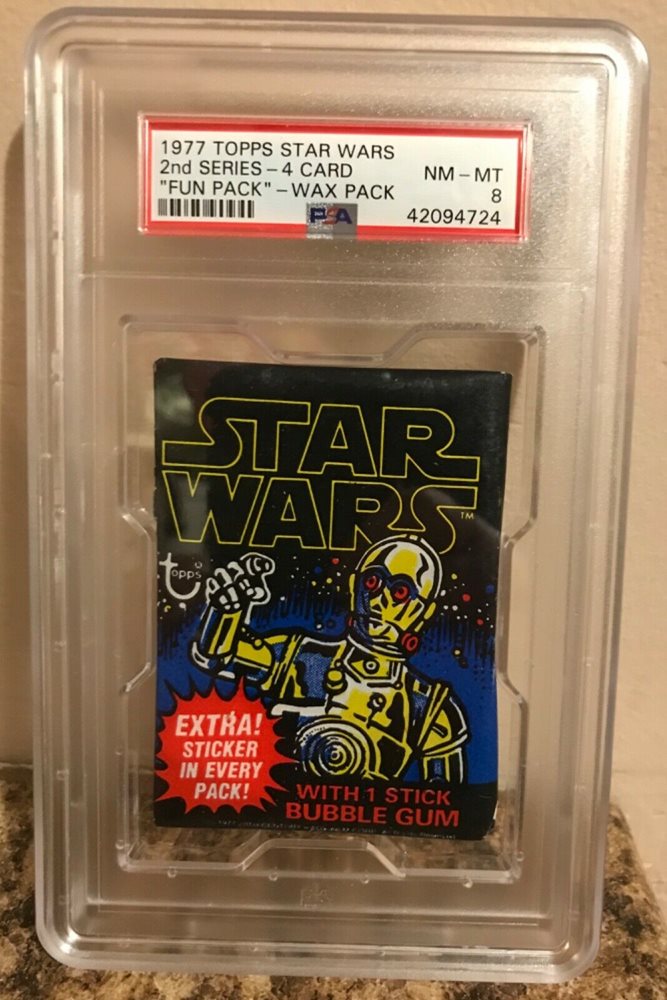 1977 TOPPS STAR WARS
2nd SERIES – 4 CARD NM – MT
"FUN PACK" – WAX PACK 8
PSA 42094724
STAR
WARS
TM
topps
EXTRA!
STICKER
IN EVERY
PACK!
WITH 1 STICK
BUBBLE GUM